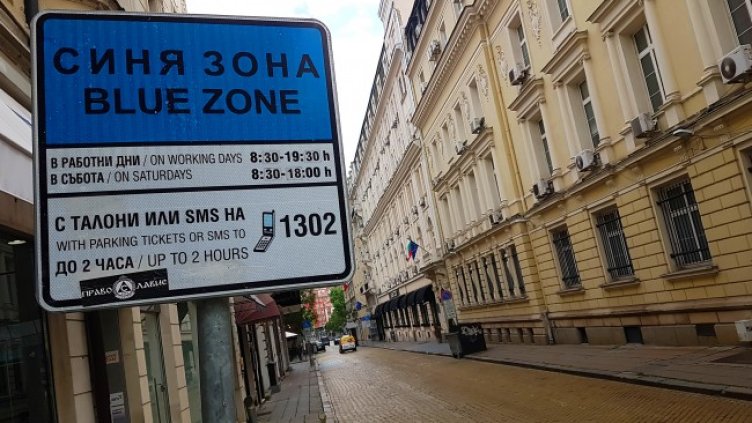 СИНЯ ЗОНА
BLUE ZONE
В РАБОТНИ ДНИ / ON WORKING DAYS 8:30-19:30 h
В СЪБОТА / ON SATURDAYS 8:30-18:00 h
С ТАЛОНИ ИЛИ SMS НА 1302
WITH PARKING TICKETS OR SMS TO
ДО 2 ЧАСА / UP TO 2 HOURS
ПРАВОСЛАВИЕ